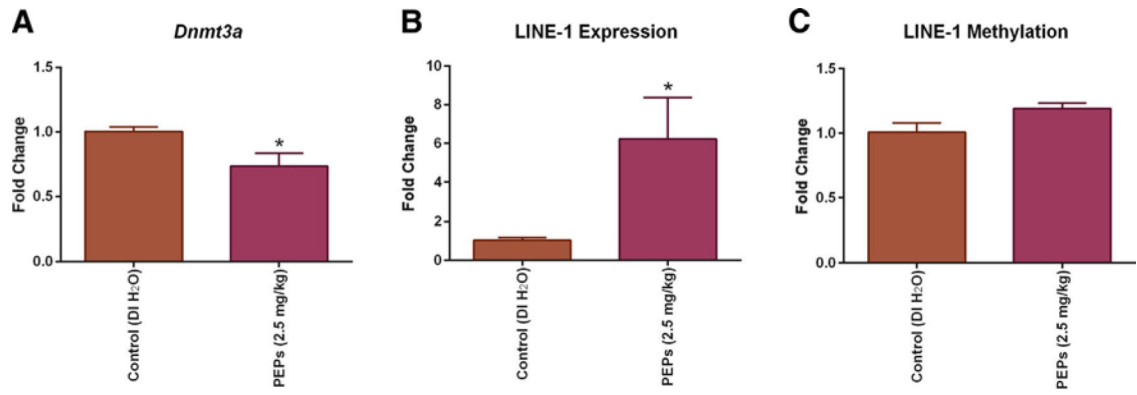 A
Dnmt3a
Fold Change
1.5
1.0
0.5
0.0
*
Control (DI H₂O)
PEPs (2.5 mg/kg)
B
LINE-1 Expression
Fold Change
10
8
6
4
2
0
*
Control (DI H₂O)
PEPs (2.5 mg/kg)
C
LINE-1 Methylation
Fold Change
1.5
1.0
0.5
0.0
Control (DI H₂O)
PEPs (2.5 mg/kg)